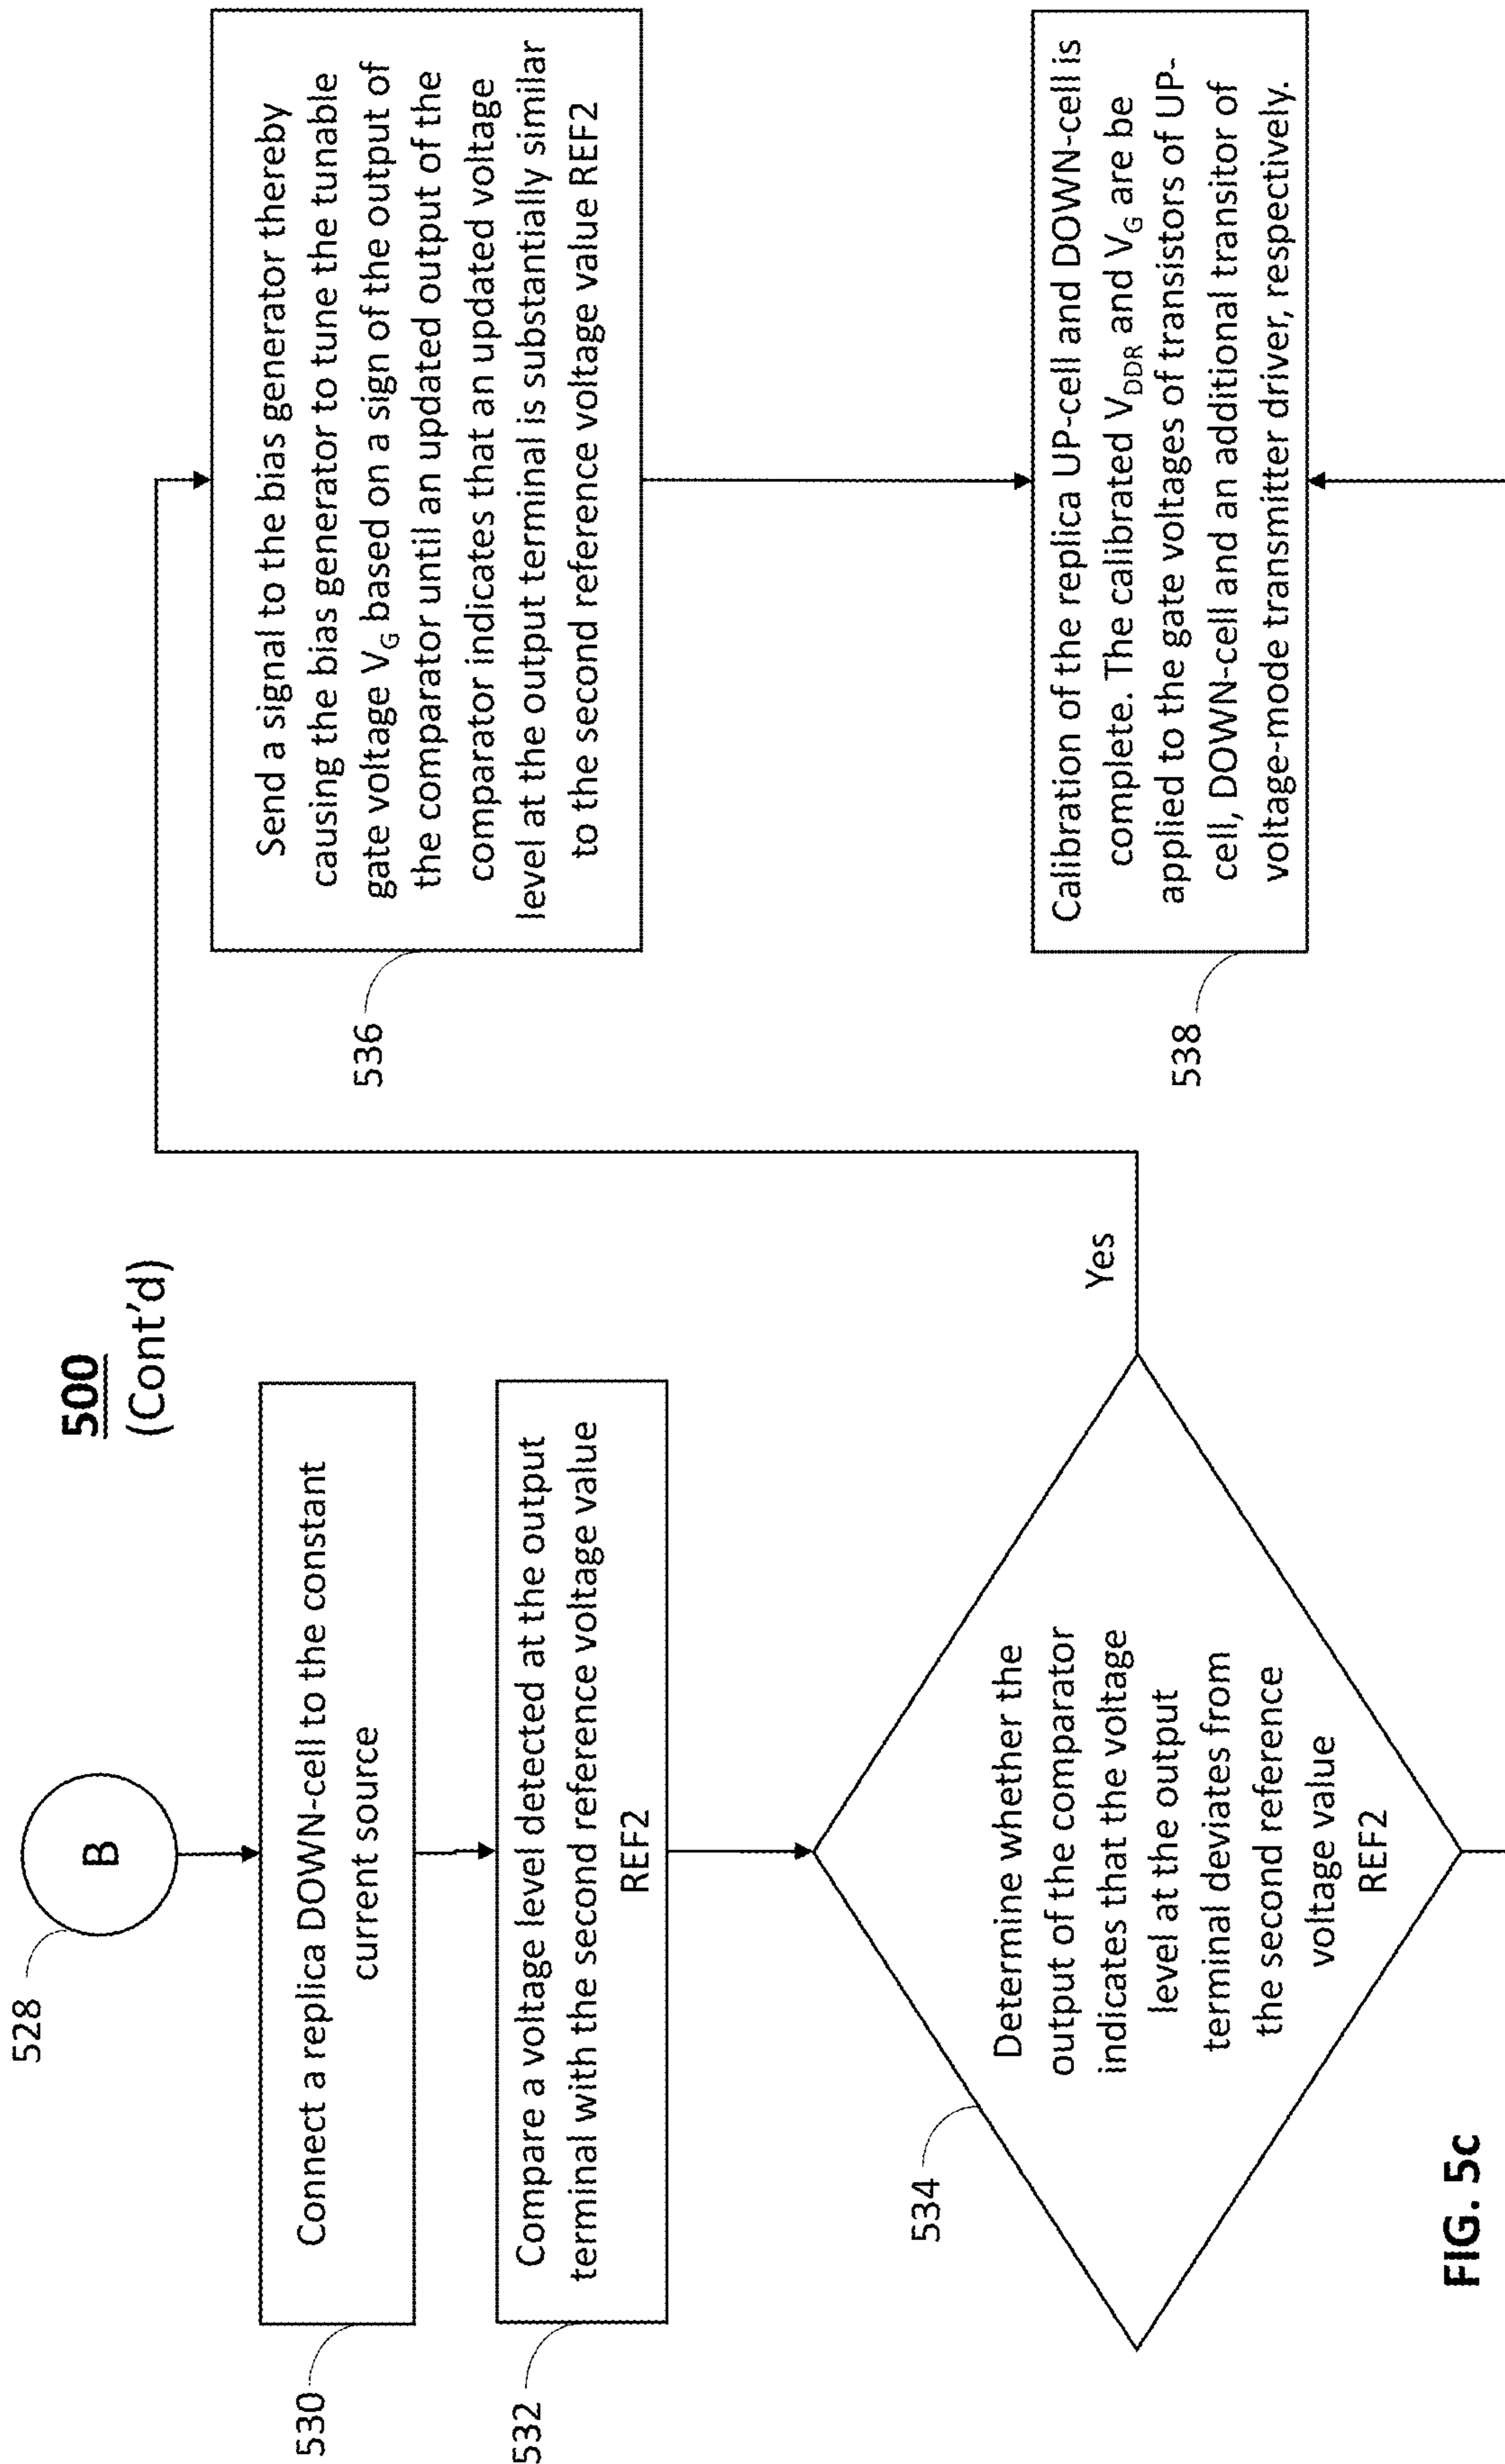 500
(Cont'd)
528
B
530
Connect a replica DOWN-cell to the constant
current source
532
Compare a voltage level detected at the output
terminal with the second reference voltage value
REF2
534
Determine whether the
output of the comparator
indicates that the voltage
level at the output
terminal deviates from
the second reference
voltage value
REF2
Yes
536
Send a signal to the bias generator thereby
causing the bias generator to tune the tunable
gate voltage VG based on a sign of the output of
the comparator until an updated output of the
comparator indicates that an updated voltage
level at the output terminal is substantially similar
to the second reference voltage value REF2
538
Calibration of the replica UP-cell and DOWN-cell is
complete. The calibrated VDDR and VG are be
applied to the gate voltages of transistors of UP-
cell, DOWN-cell and an additional transitor of
voltage-mode transmitter driver, respectively.
FIG. 5c